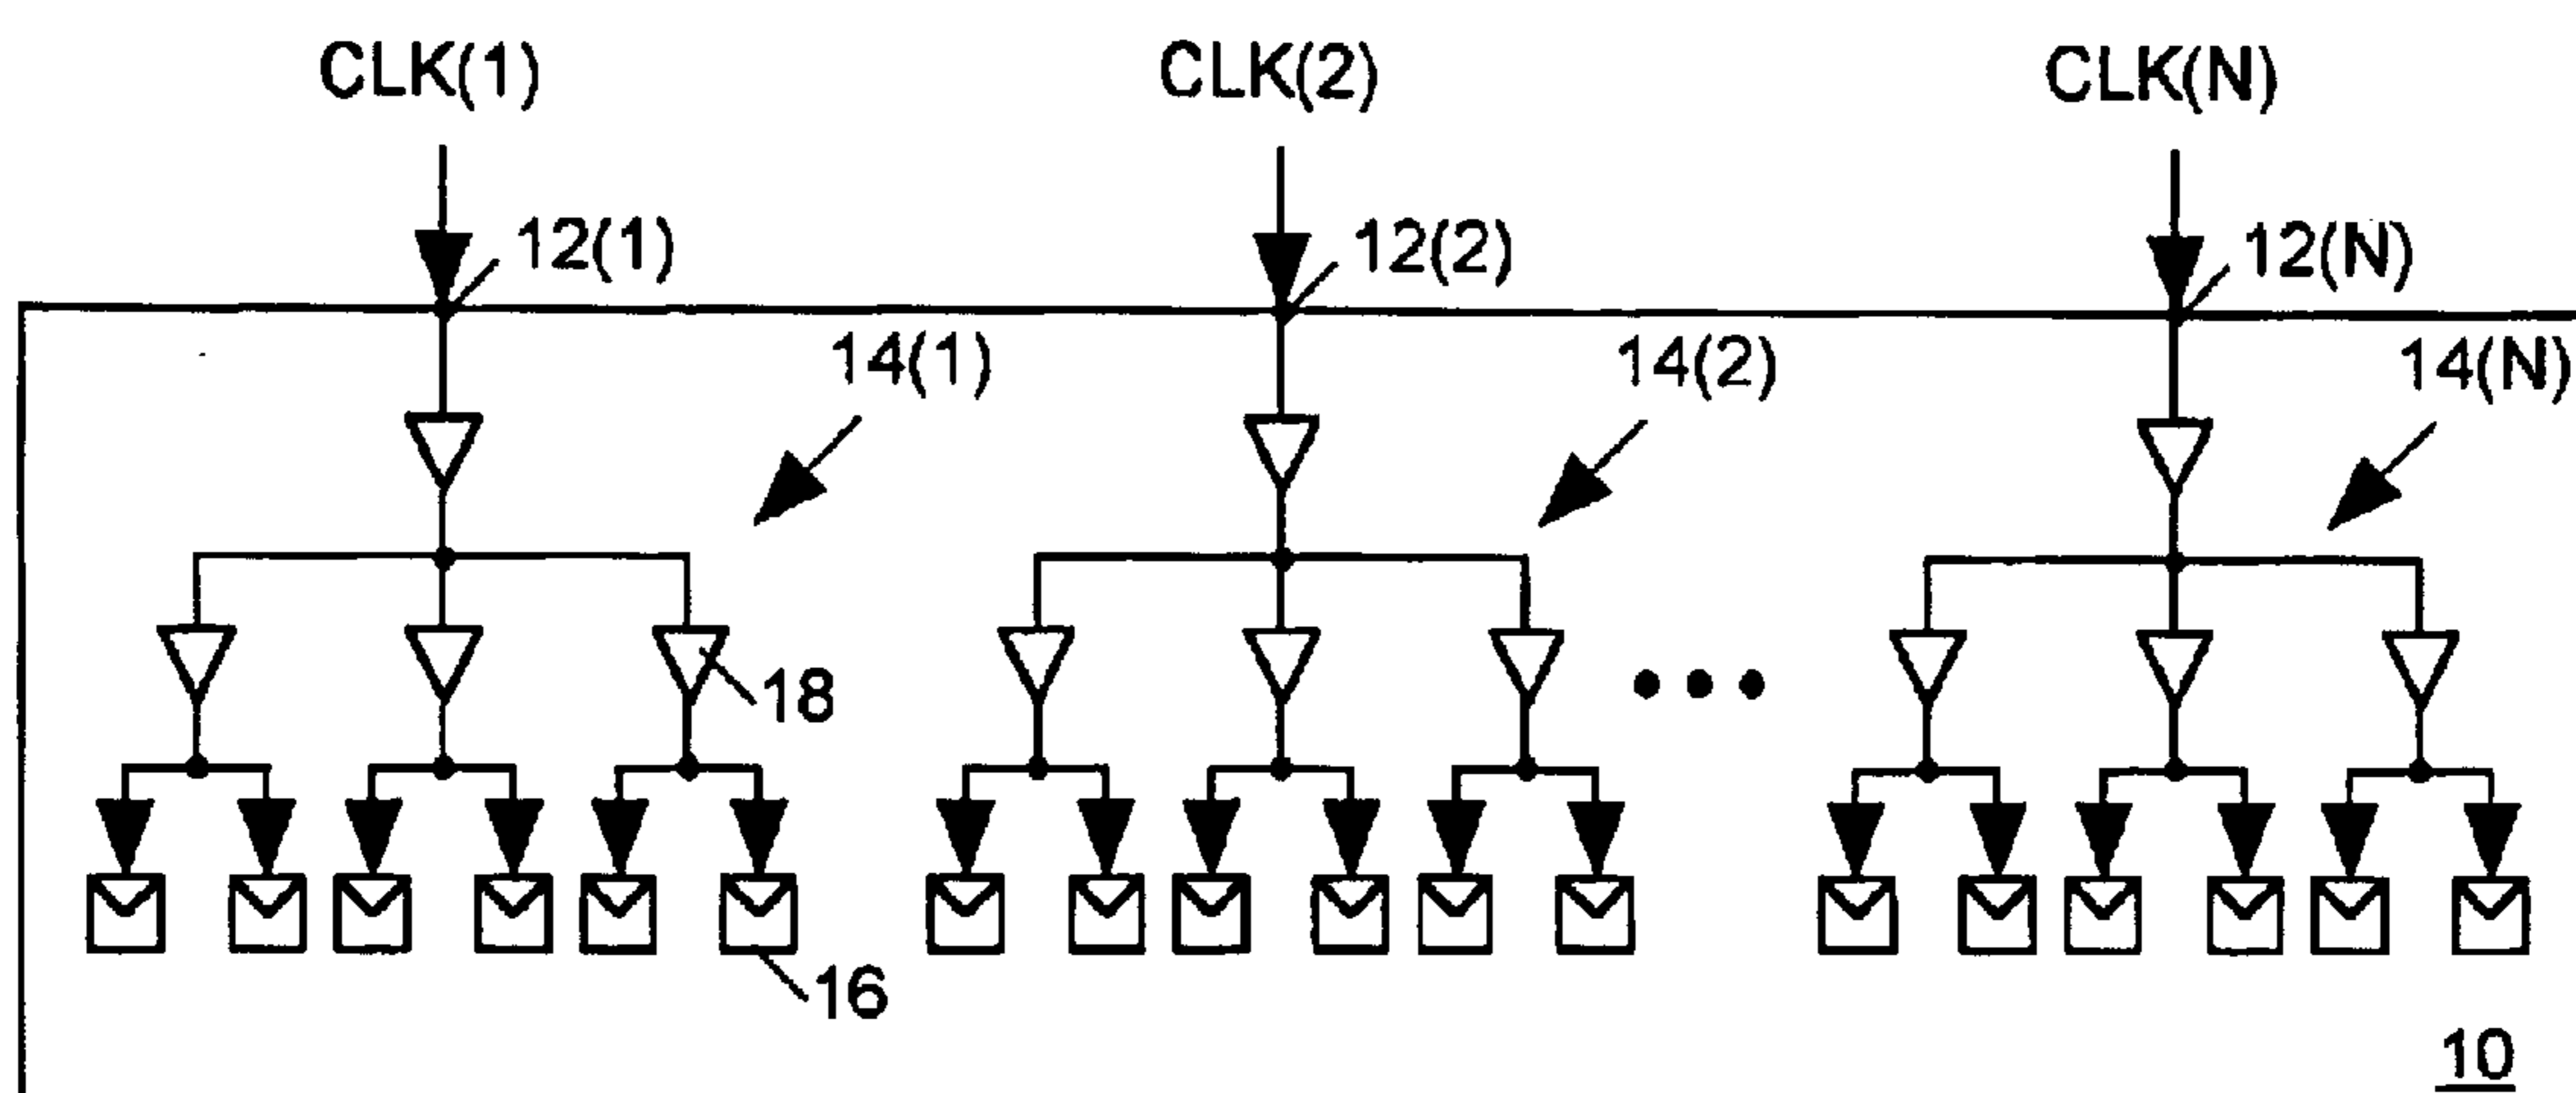 CLK(1) CLK(2) CLK(N)
12(1) 12(2) 12(N)
14(1) 14(2) 14(N)
18
16
10